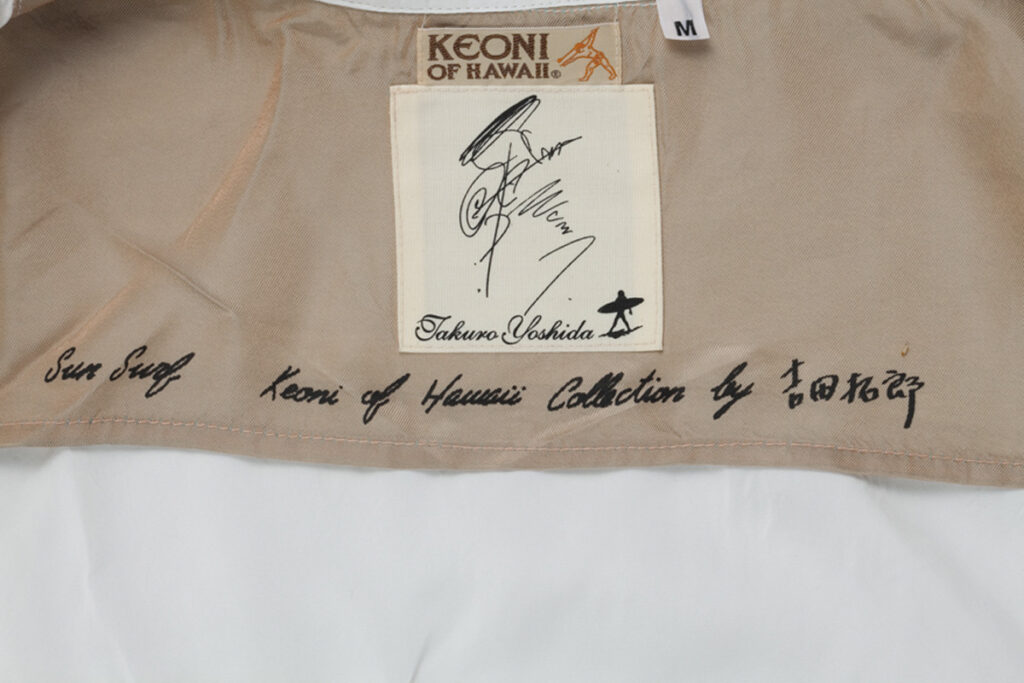 M
KEONI
OF HAWAII®
Takuro Yoshida
Sun Surf Keoni of Hawaii Collection by 吉田拓郎